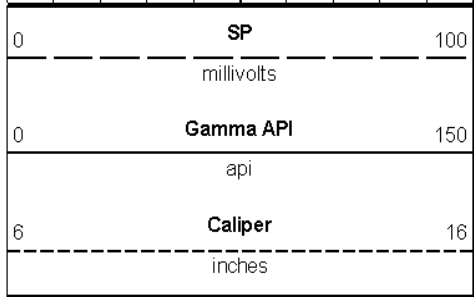 SP
0 100
millivolts
Gamma API
0 150
api
Caliper
6 16
inches